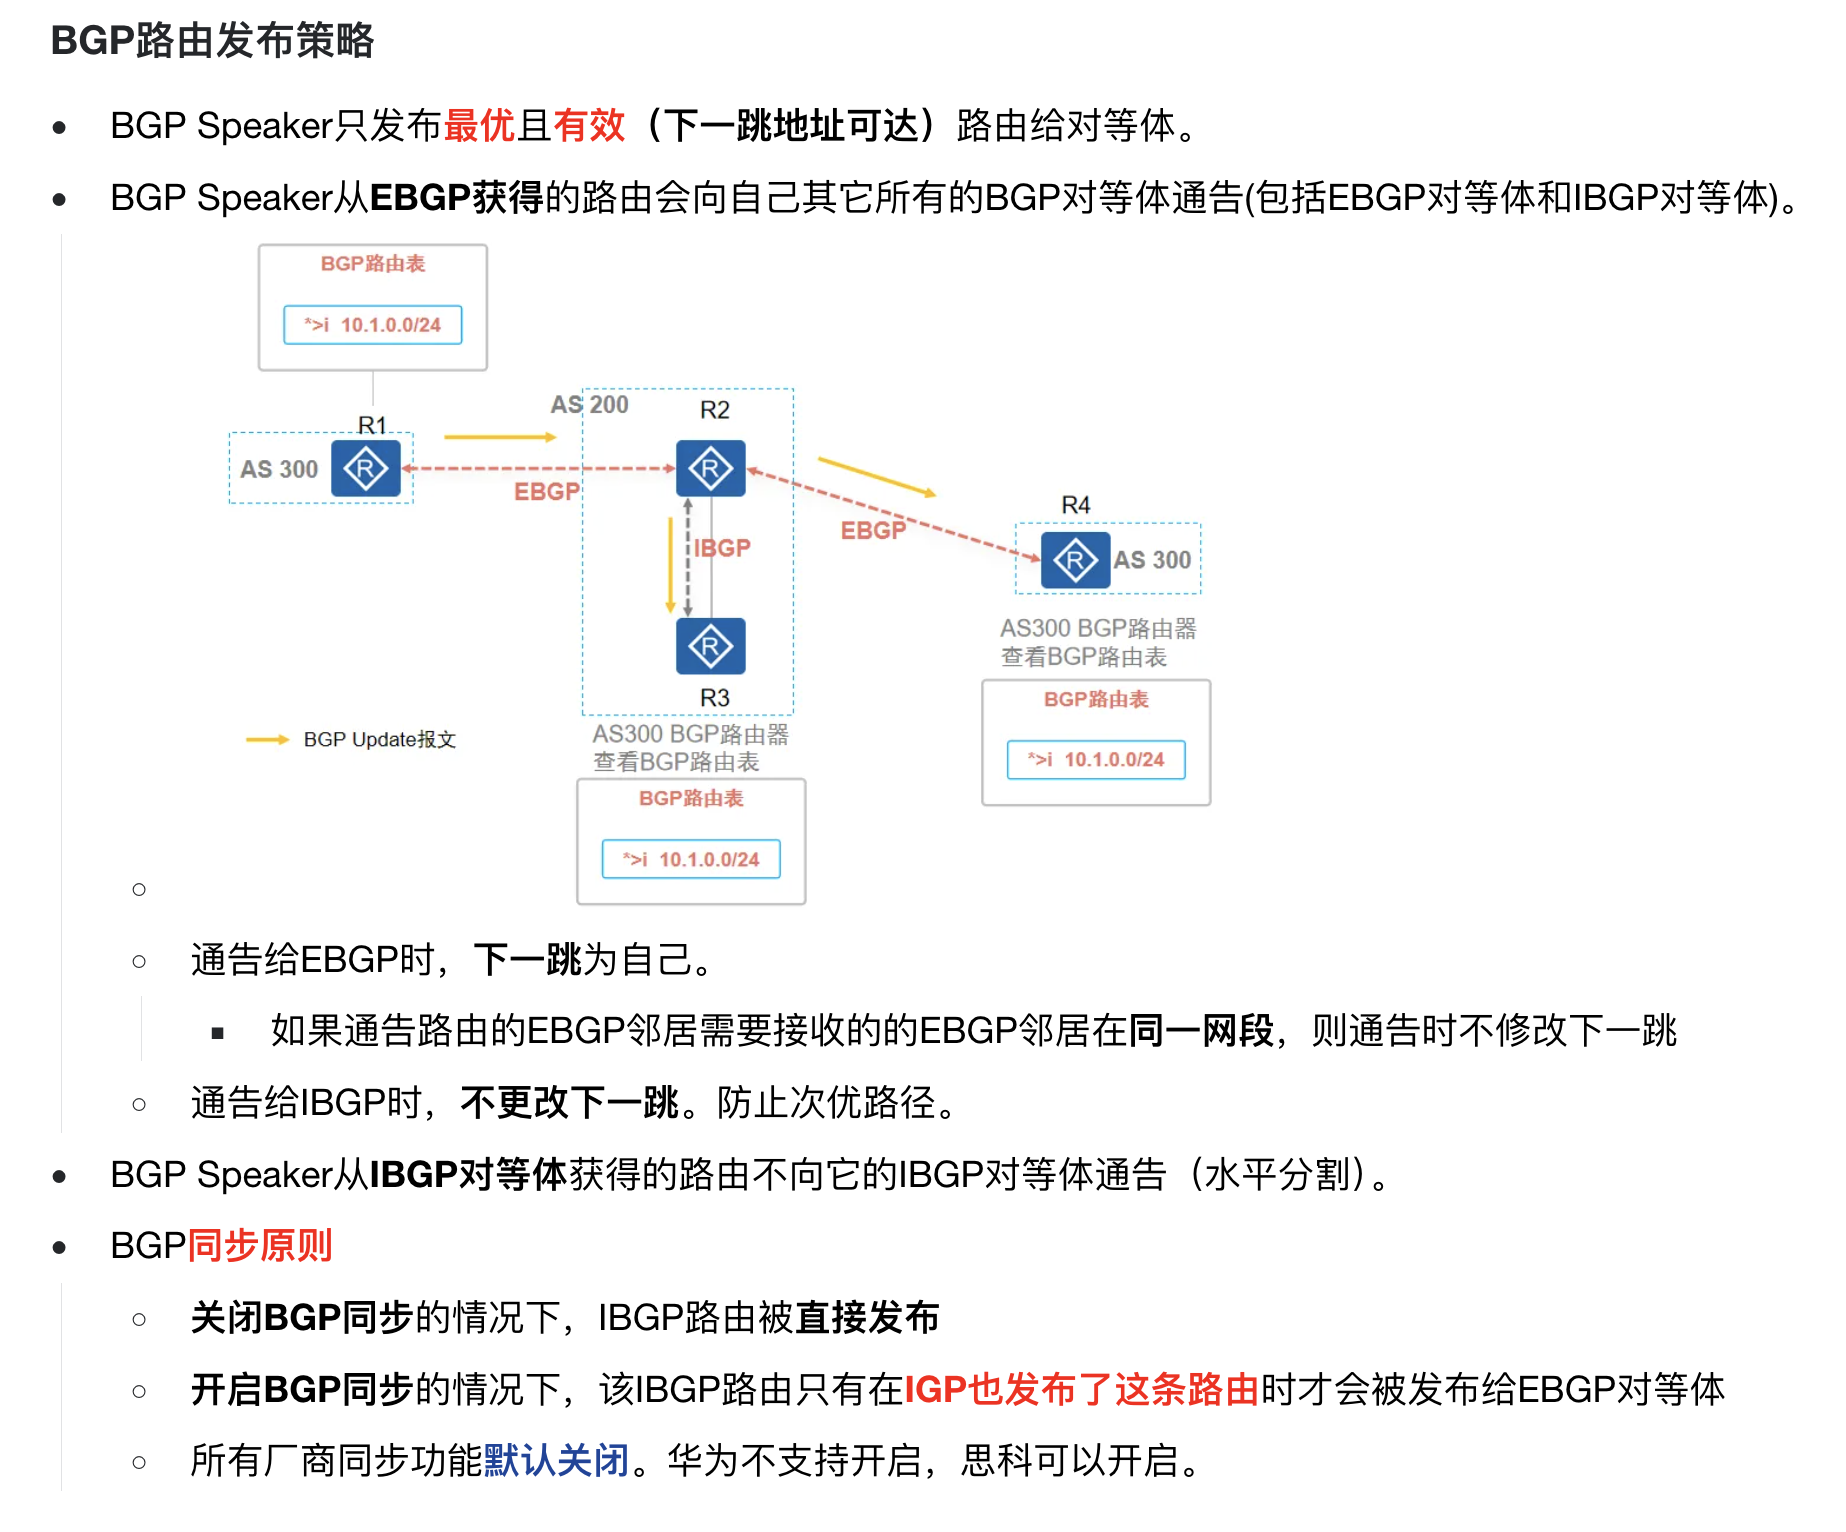 BGP路由发布策略
BGP Speaker只发布最优且有效（下一跳地址可达）路由给对等体。
BGP Speaker从EBGP获得的路由会向自己其它所有的BGP对等体通告(包括EBGP对等体和IBGP对等体)。
BGP路由表
*>i 10.1.0.0/24
R1
AS 200
R2
AS 300
EBGP
R4
EBGP
IBGP
AS 300
AS300 BGP路由器
查看BGP路由表
BGP路由表
*>i 10.1.0.0/24
R3
BGP Update报文
AS300 BGP路由器
查看BGP路由表
BGP路由表
*>i 10.1.0.0/24
通告给EBGP时，下一跳为自己。
如果通告路由的EBGP邻居需要接收的的EBGP邻居在同一网段，则通告时不修改下一跳
通告给IBGP时，不更改下一跳。防止次优路径。
BGP Speaker从IBGP对等体获得的路由不向它的IBGP对等体通告（水平分割）。
BGP同步原则
关闭BGP同步的情况下，IBGP路由被直接发布
开启BGP同步的情况下，该IBGP路由只有在IGP也发布了这条路由时才会被发布给EBGP对等体
所有厂商同步功能默认关闭。华为不支持开启，思科可以开启。